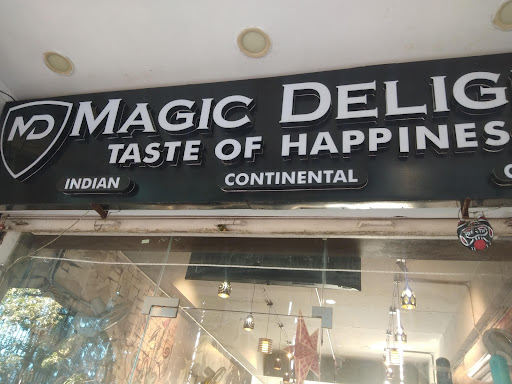 MD MAGIC DELIG
TASTE OF HAPPINES
INDIAN CONTINENTAL C